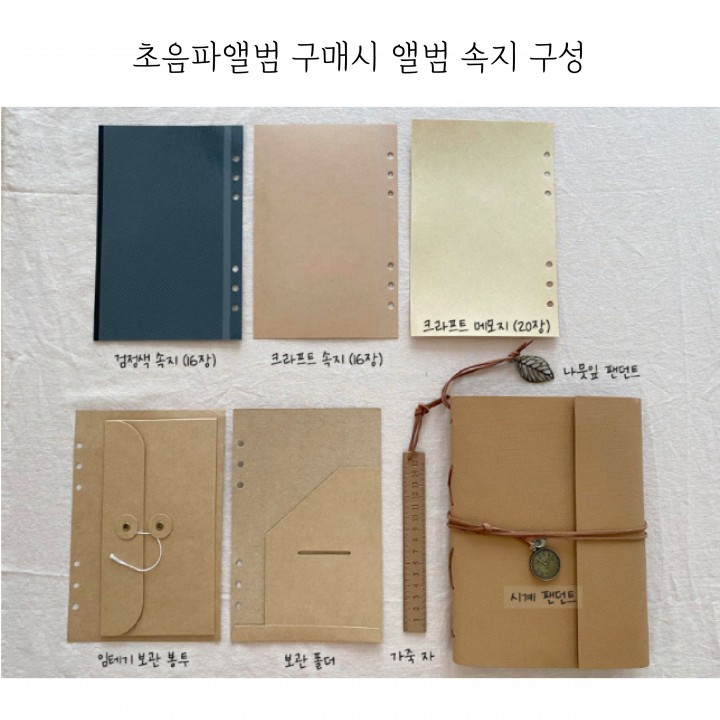 초음파앨범 구매시 앨범 속지 구성
검정색 속지 (16장)
크라프트 속지 (16장)
크라프트 메모지 (20장)
나뭇잎 팬던트
임테기 보관 봉투
보관 폴더
가죽 자
시계 팬던트